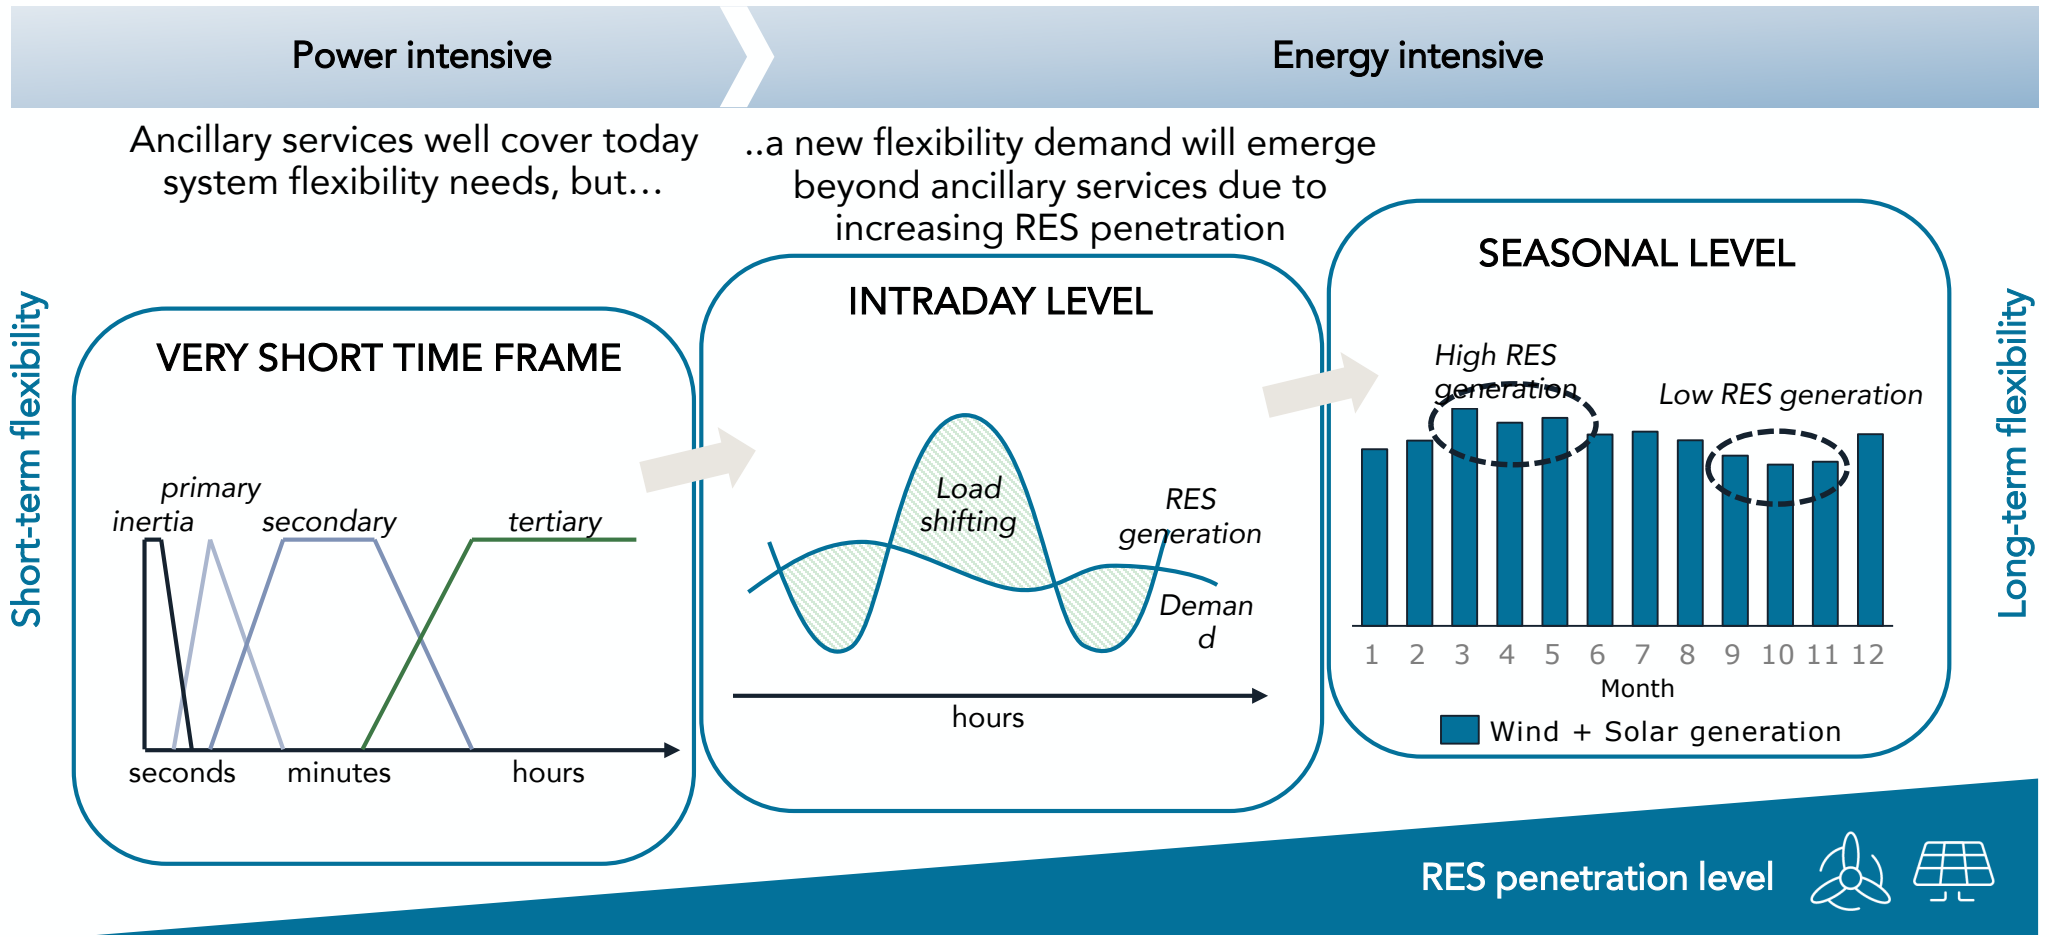 Power intensive
Energy intensive
Ancillary services well cover today
system flexibility needs, but...
..a new flexibility demand will emerge
beyond ancillary services due to
increasing RES penetration
Short-term flexibility
VERY SHORT TIME FRAME
primary
inertia
secondary
tertiary
seconds
minutes
hours
INTRADAY LEVEL
Load
shifting
RES
generation
Deman
d
hours
SEASONAL LEVEL
High RES
generation
Low RES generation
1 2 3 4 5 6 7 8 9 10 11 12
Month
Wind + Solar generation
Long-term flexibility
RES penetration level